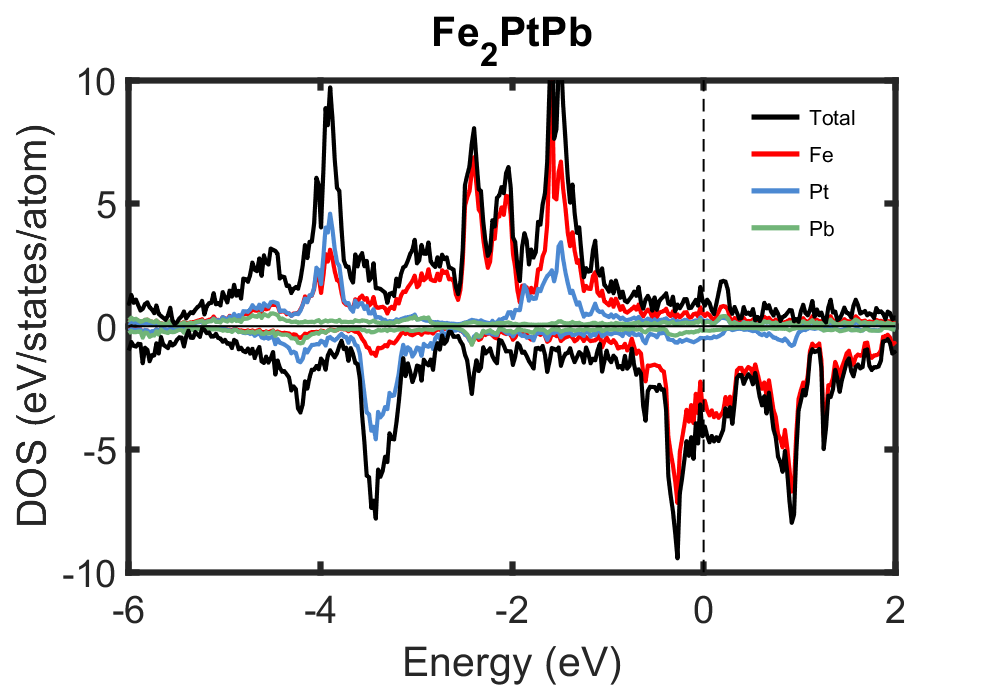 Fe2PtPb
10
5
0
-5
-10
DOS (eV/states/atom)
Total
Fe
Pt
Pb
-6
-4
-2
0
2
Energy (eV)